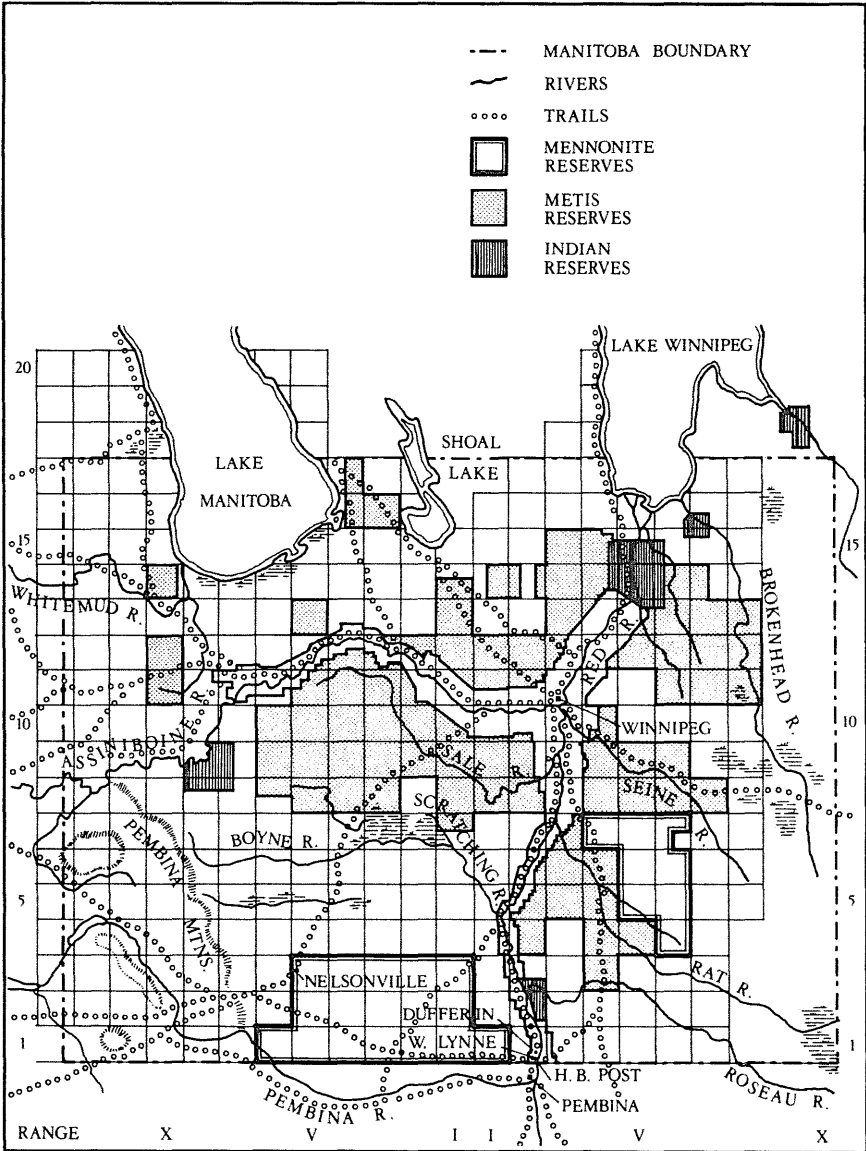 MANITOBA BOUNDARY
RIVERS
TRAILS
MENNONITE
RESERVES
METIS
RESERVES
INDIAN
RESERVES
LAKE WINNIPEG
20
SHOAL
LAKE
LAKE
MANITOBA
15
15
WHITEMUD R.
BROKENHEAD R.
RED R.
10
10
WINNIPEG
ASSINIBOINE R.
SALE R.
SEINE R.
SCRATCHING R.
PEMBINA MTNS.
BOYNE R.
5
5
RAT R.
NELSONVILLE
DUFFERIN
1
1
W. LYNNE
H. B. POST
ROSEAU R.
PEMBINA
PEMBINA R.
RANGE X V I I V X